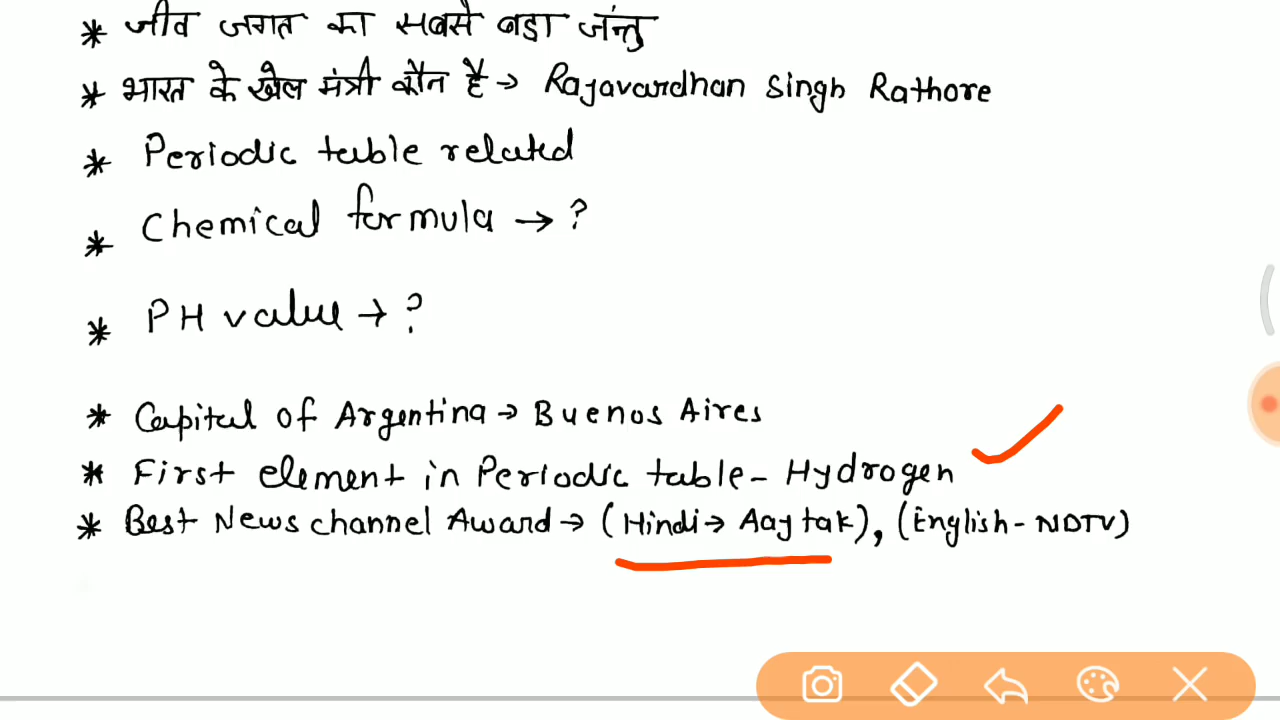 * जीव जगत का सबसे बड़ा जन्तु
* भारत के खेल मंत्री कौन है → Rajavardhan Singh Rathore
* Periodic table related
* Chemical formula → ?
* PH value → ?
* Capital of Argentina → Buenos Aires
* First element in Periodic table - Hydrogen
* Best News channel Award → (Hindi → Aaj tak), (English - NDTV)